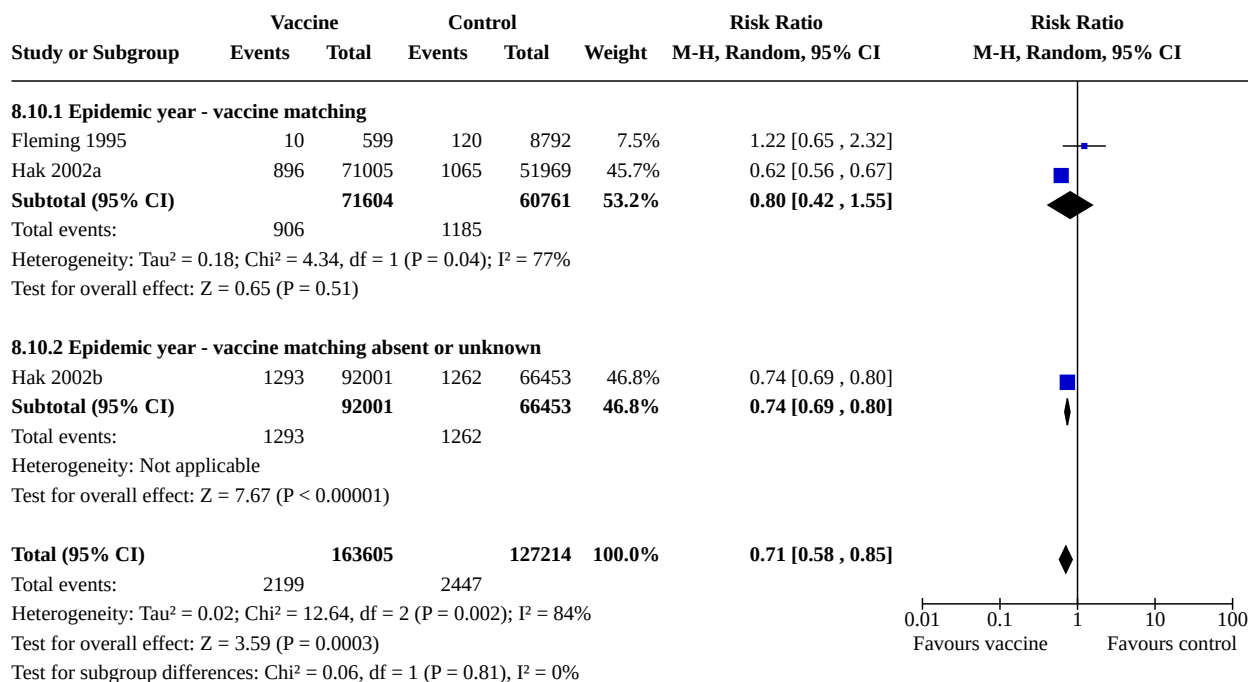 Vaccine Control Risk Ratio Risk Ratio
Study or Subgroup Events Total Events Total Weight M-H, Random, 95% CI M-H, Random, 95% CI
8.10.1 Epidemic year - vaccine matching
Fleming 1995 10 599 120 8792 7.5% 1.22 [0.65 , 2.32]
Hak 2002a 896 71005 1065 51969 45.7% 0.62 [0.56 , 0.67]
Subtotal (95% CI) 71604 60761 53.2% 0.80 [0.42 , 1.55]
Total events: 906 1185
Heterogeneity: Tau² = 0.18; Chi² = 4.34, df = 1 (P = 0.04); I² = 77%
Test for overall effect: Z = 0.65 (P = 0.51)
8.10.2 Epidemic year - vaccine matching absent or unknown
Hak 2002b 1293 92001 1262 66453 46.8% 0.74 [0.69 , 0.80]
Subtotal (95% CI) 92001 66453 46.8% 0.74 [0.69 , 0.80]
Total events: 1293 1262
Heterogeneity: Not applicable
Test for overall effect: Z = 7.67 (P < 0.00001)
Total (95% CI) 163605 127214 100.0% 0.71 [0.58 , 0.85]
Total events: 2199 2447
Heterogeneity: Tau² = 0.02; Chi² = 12.64, df = 2 (P = 0.002); I² = 84%
0.01 0.1 1 10 100
Test for overall effect: Z = 3.59 (P = 0.0003)
Favours vaccine Favours control
Test for subgroup differences: Chi² = 0.06, df = 1 (P = 0.81), I² = 0%